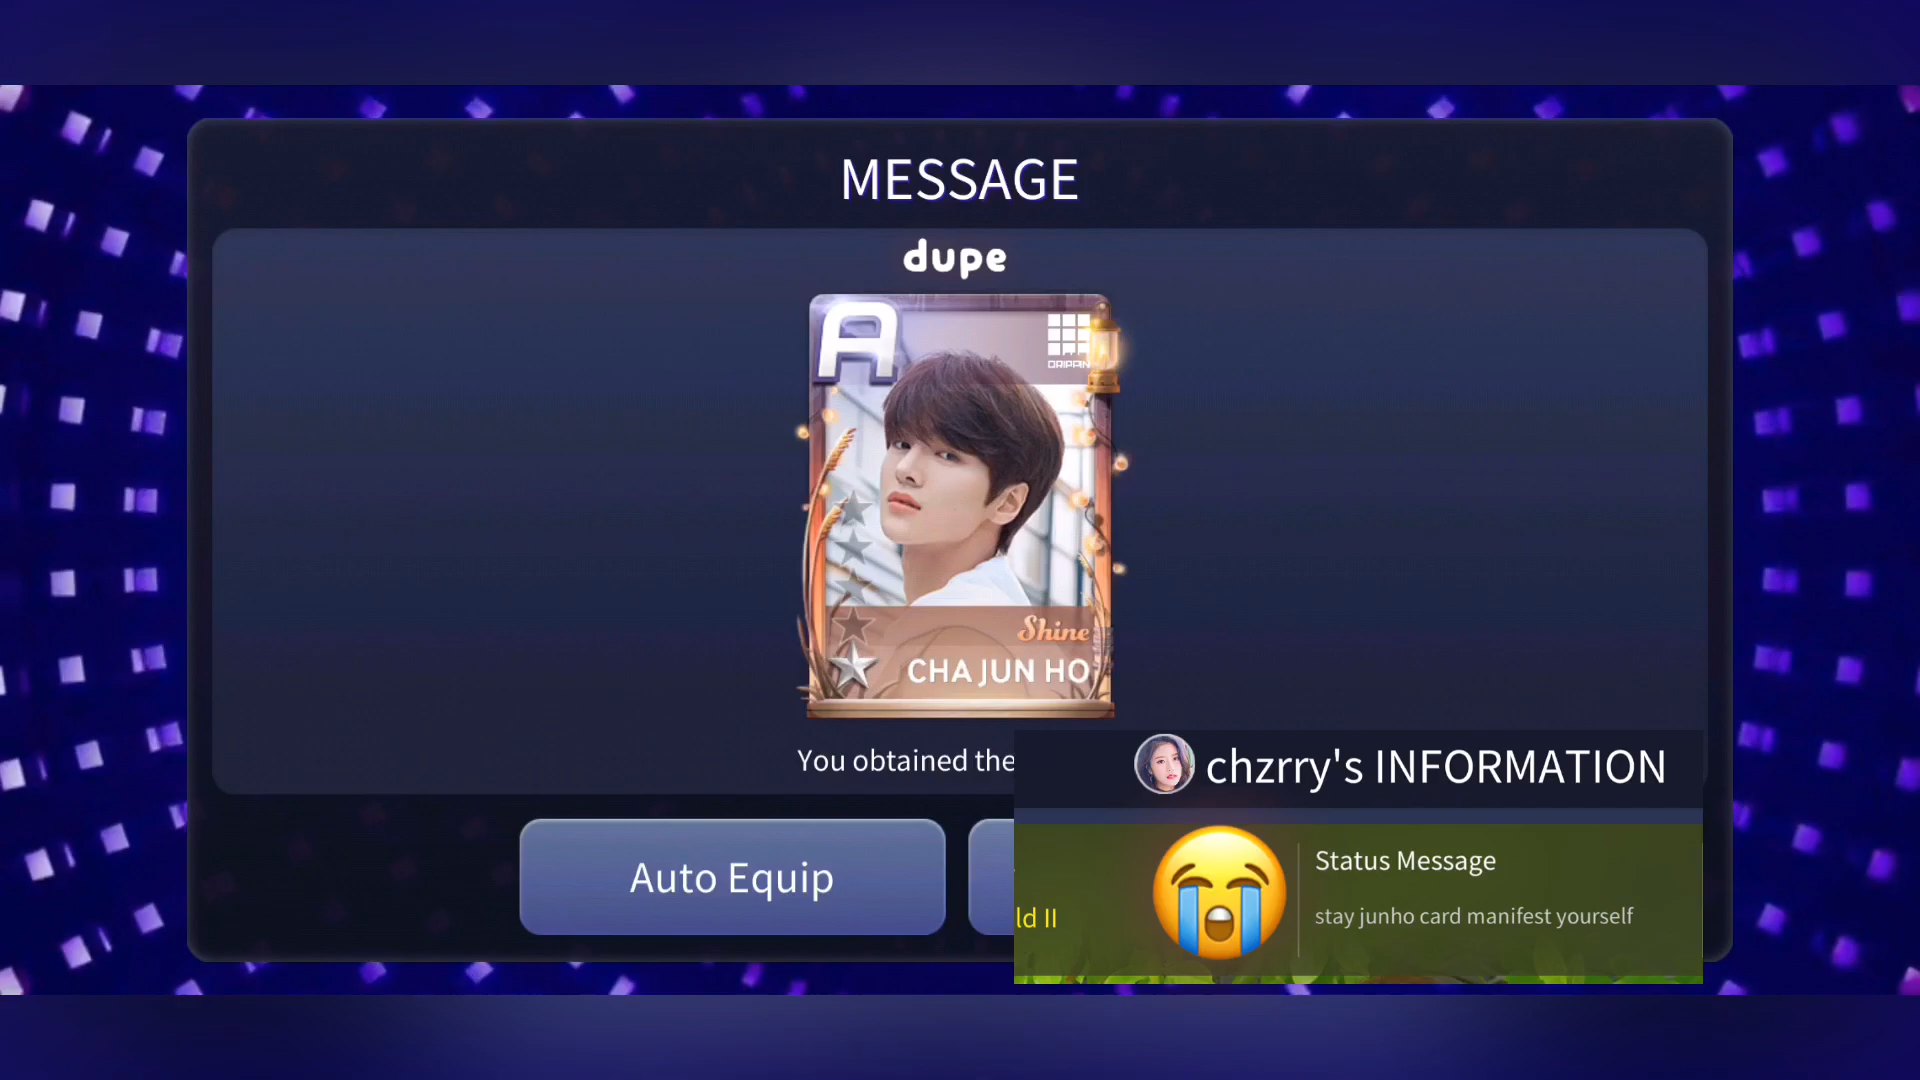 MESSAGE
dupe
A
DRIPPIN
Shine
CHA JUN HO
You obtained the
Auto Equip
chzrry's INFORMATION
Status Message
stay junho card manifest yourself
ld II